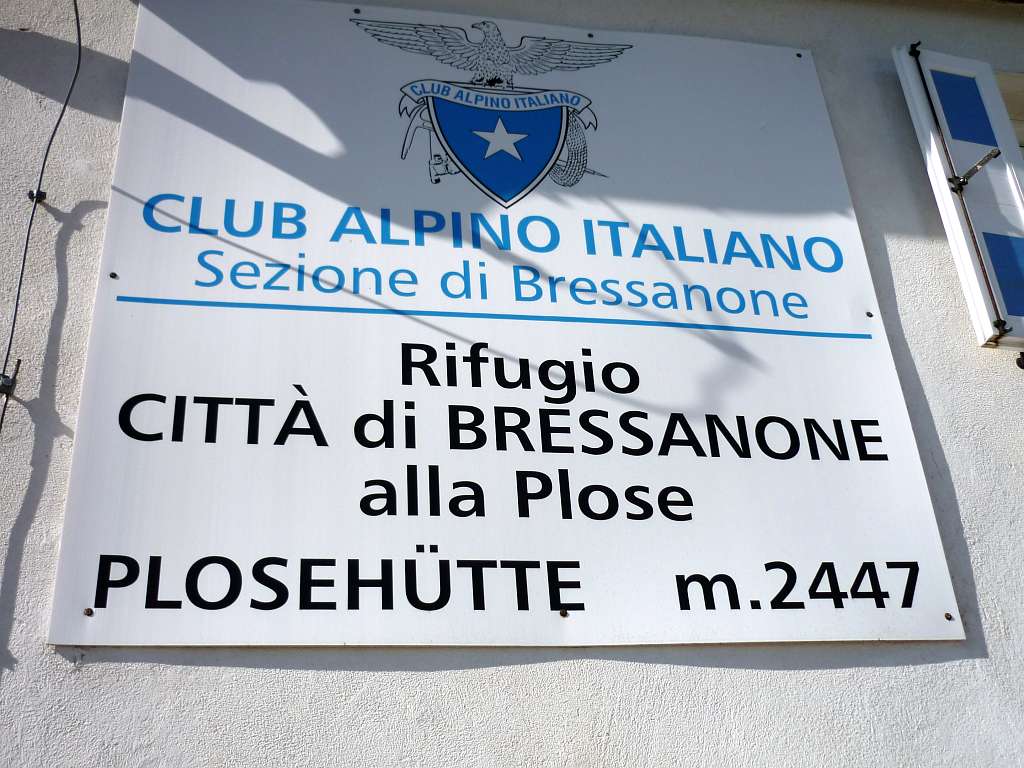 CLUB ALPINO ITALIANO
CLUB ALPINO ITALIANO
Sezione di Bressanone
Rifugio
CITTÀ di BRESSANONE
alla Plose
PLOSEHÜTTE m.2447